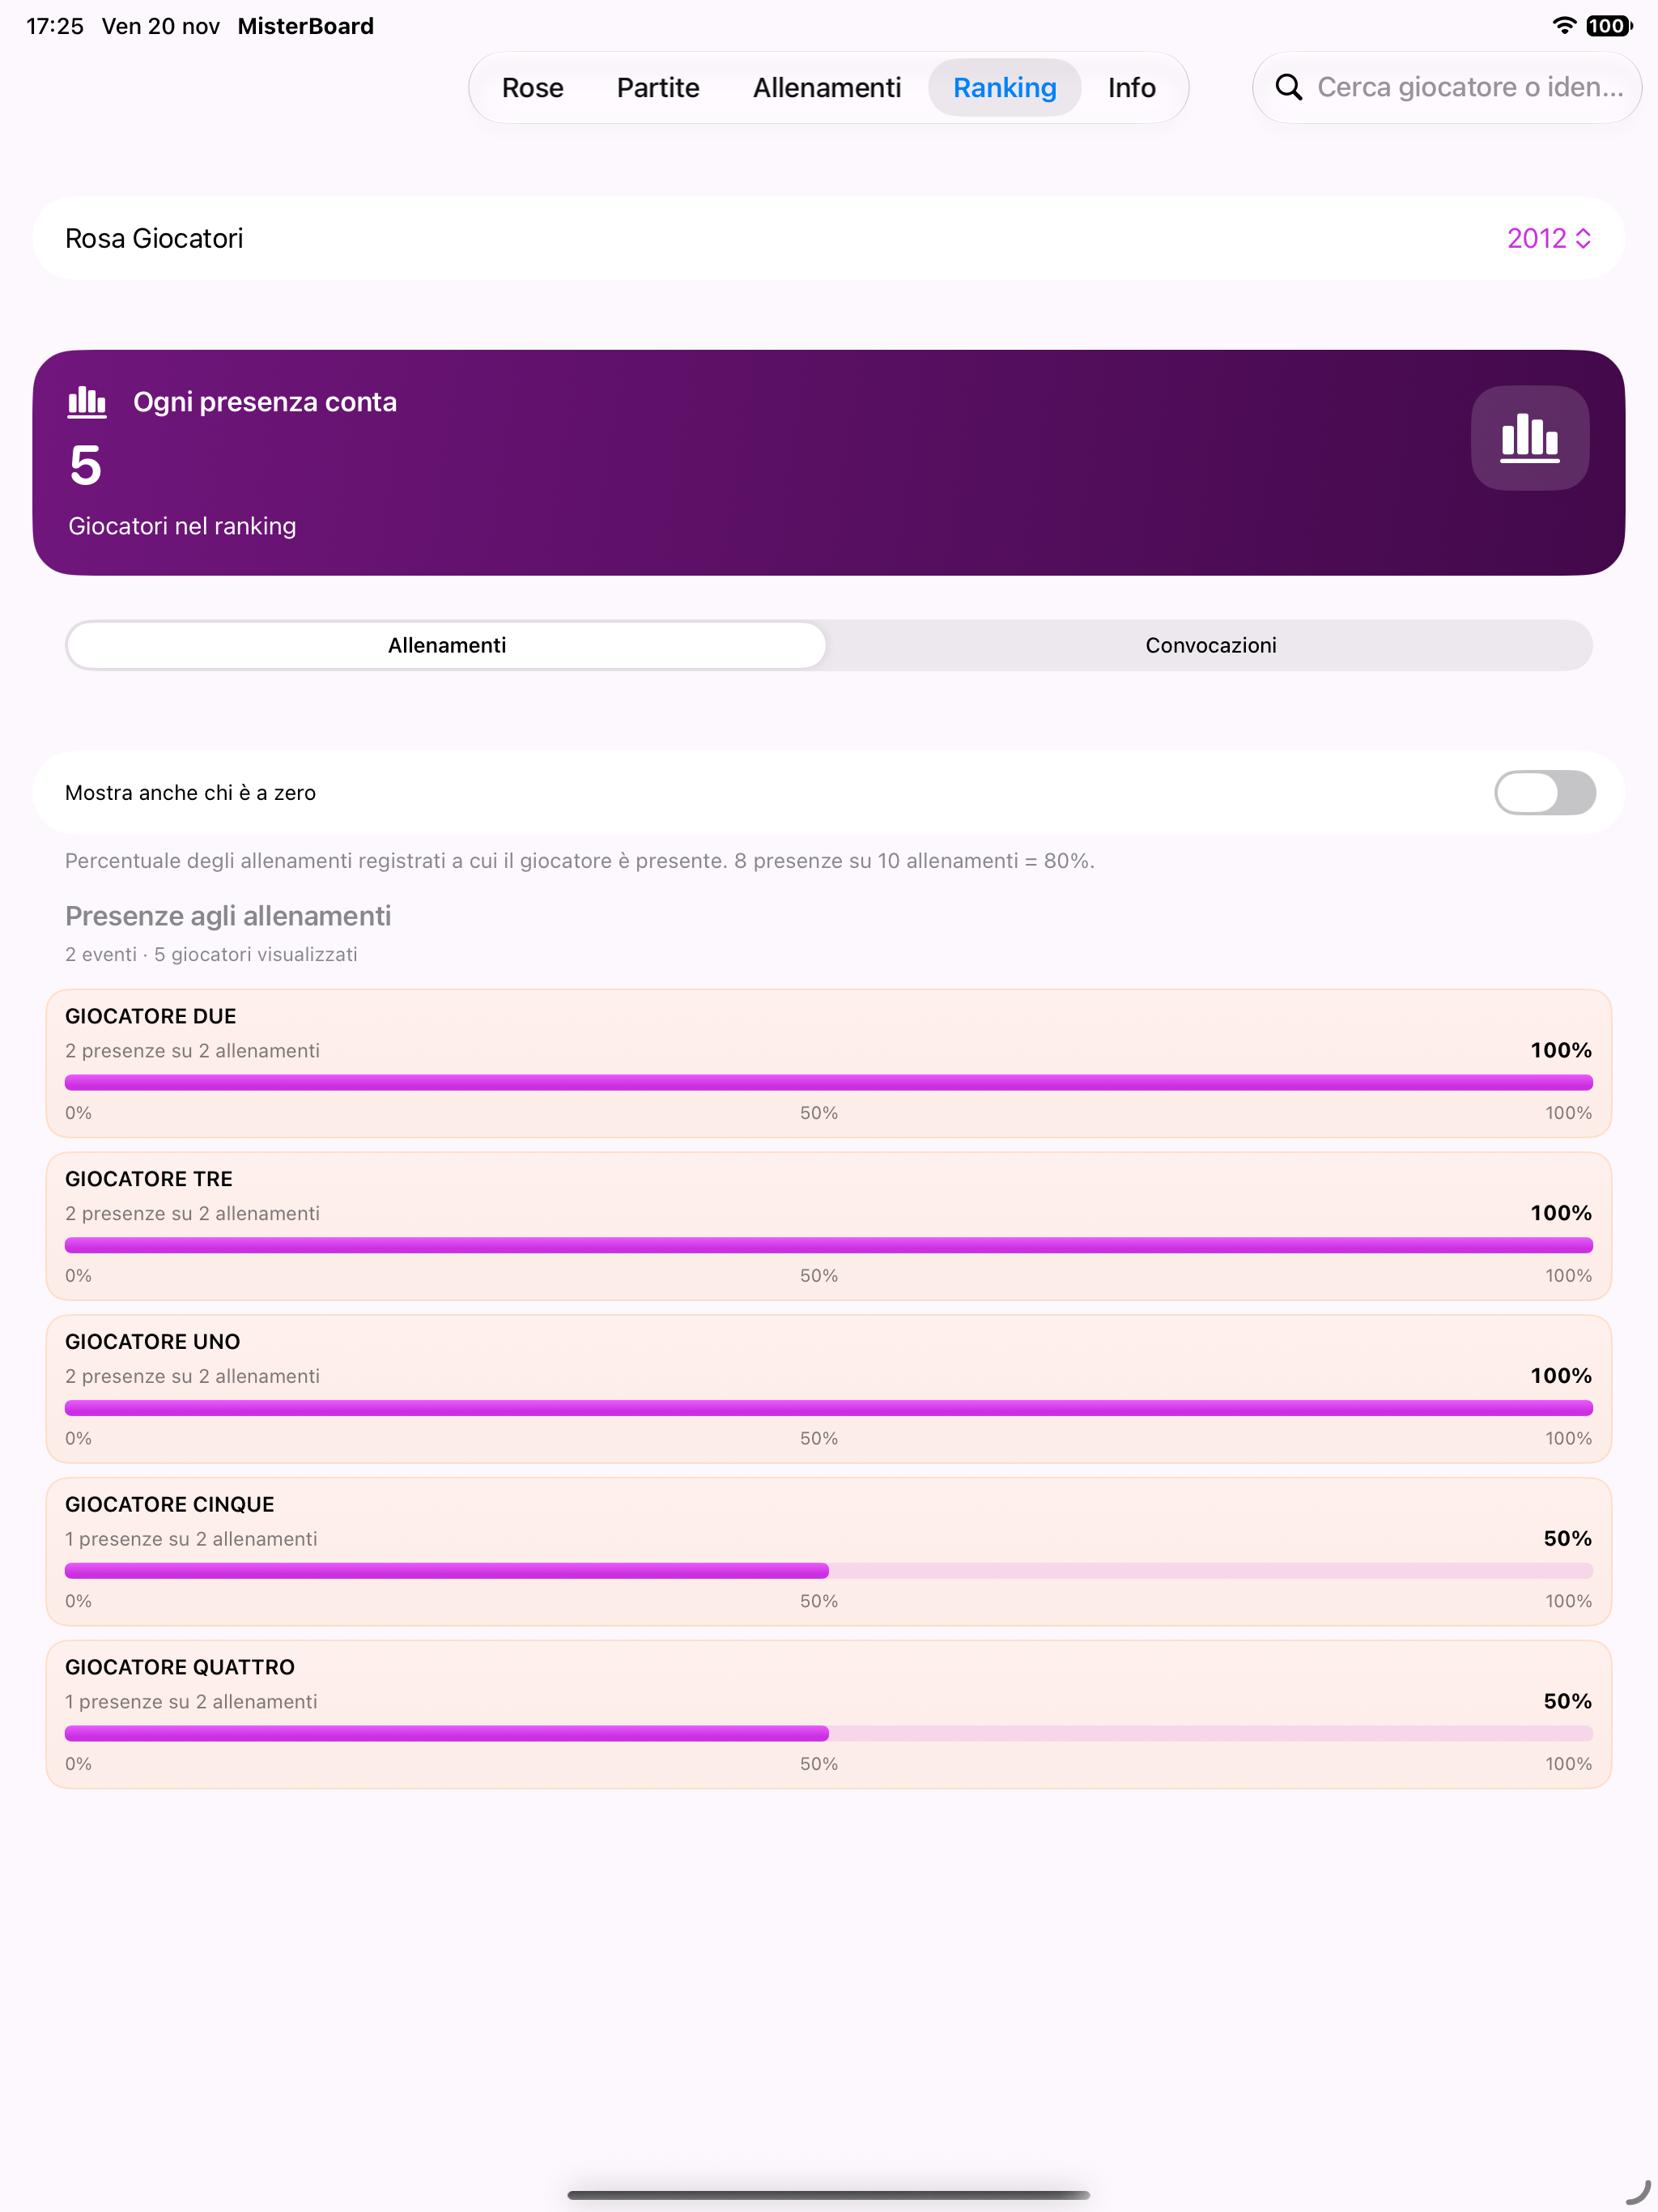 17:25 Ven 20 nov MisterBoard 100
Rose Partite Allenamenti Ranking Info Cerca giocatore o iden...
Rosa Giocatori 2012
Ogni presenza conta
5
Giocatori nel ranking
Allenamenti Convocazioni
Mostra anche chi è a zero
Percentuale degli allenamenti registrati a cui il giocatore è presente. 8 presenze su 10 allenamenti = 80%.
Presenze agli allenamenti
2 eventi · 5 giocatori visualizzati
GIOCATORE DUE
2 presenze su 2 allenamenti 100%
0% 50% 100%
GIOCATORE TRE
2 presenze su 2 allenamenti 100%
0% 50% 100%
GIOCATORE UNO
2 presenze su 2 allenamenti 100%
0% 50% 100%
GIOCATORE CINQUE
1 presenze su 2 allenamenti 50%
0% 50% 100%
GIOCATORE QUATTRO
1 presenze su 2 allenamenti 50%
0% 50% 100%